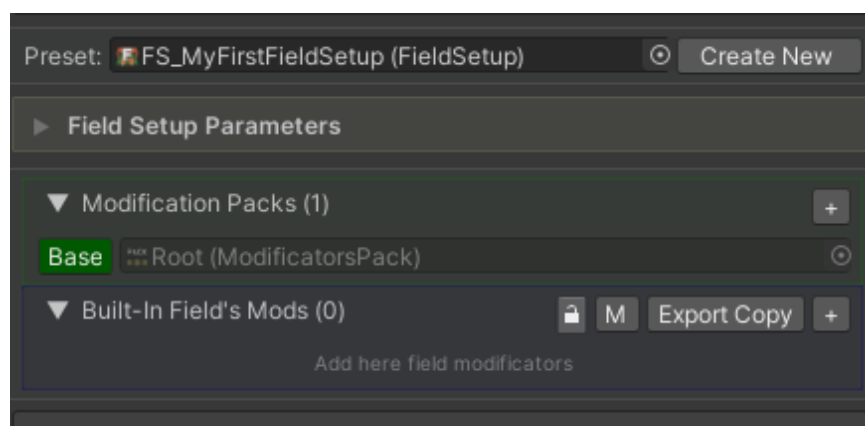 Preset: FS_MyFirstFieldSetup (FieldSetup) Create New
Field Setup Parameters
Modification Packs (1) +
Base Root (ModificatorsPack)
Built-In Field's Mods (0) M Export Copy +
Add here field modificators